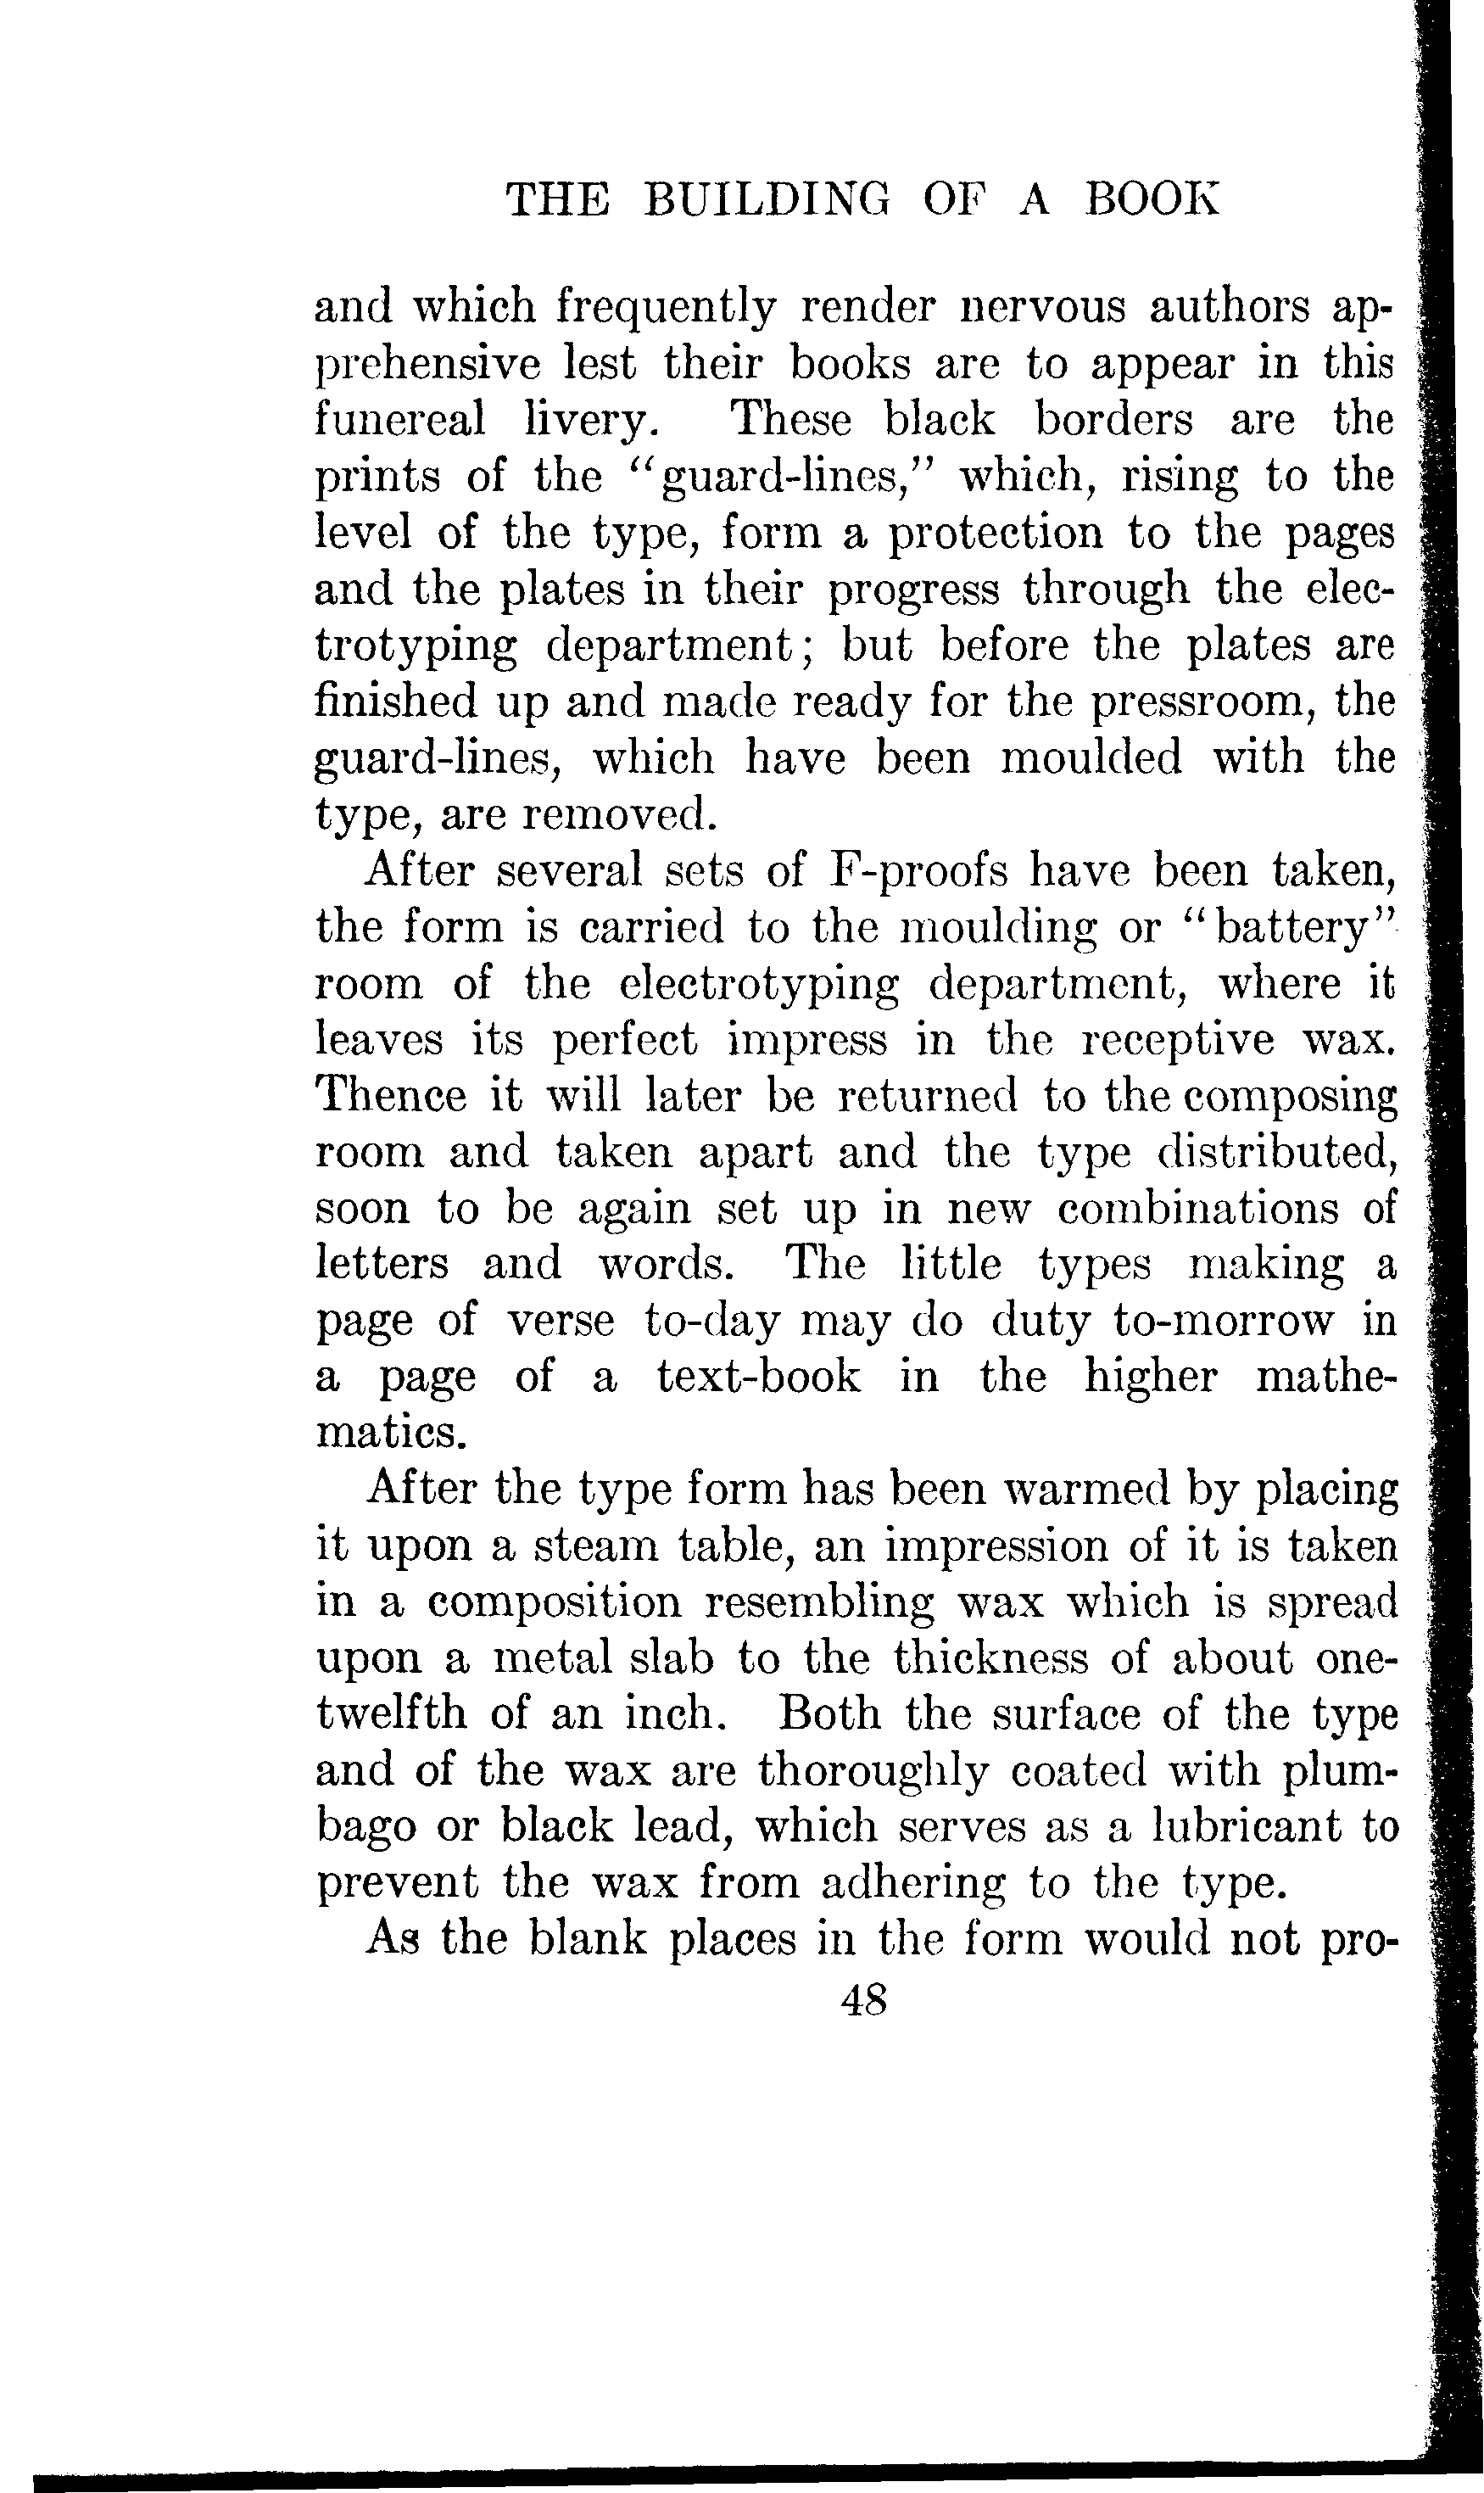 THE BUILDING OF A BOOK
and which frequently render nervous authors ap-
prehensive lest their books are to appear in this
funereal livery. These black borders are the
prints of the "guard-lines," which, rising to the
level of the type, form a protection to the pages
and the plates in their progress through the elec-
trotyping department; but before the plates are
finished up and made ready for the pressroom, the
guard-lines, which have been moulded with the
type, are removed.
After several sets of F-proofs have been taken,
the form is carried to the moulding or "battery"
room of the electrotyping department, where it
leaves its perfect impress in the receptive wax.
Thence it will later be returned to the composing
room and taken apart and the type distributed,
soon to be again set up in new combinations of
letters and words. The little types making a
page of verse to-day may do duty to-morrow in
a page of a text-book in the higher mathe-
matics.
After the type form has been warmed by placing
it upon a steam table, an impression of it is taken
in a composition resembling wax which is spread
upon a metal slab to the thickness of about one-
twelfth of an inch. Both the surface of the type
and of the wax are thoroughly coated with plum-
bago or black lead, which serves as a lubricant to
prevent the wax from adhering to the type.
As the blank places in the form would not pro-
48